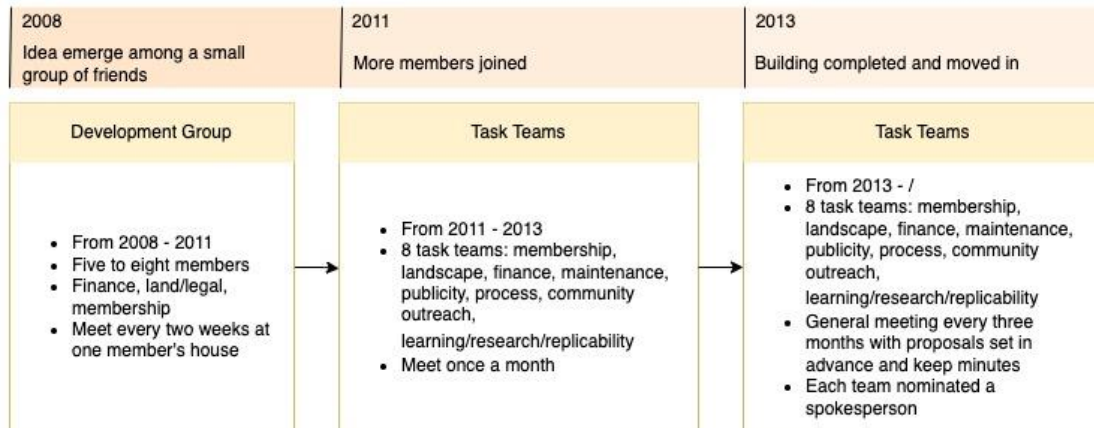 2008
Idea emerge among a small
group of friends
2011
More members joined
2013
Building completed and moved in
Development Group
• From 2008 - 2011
• Five to eight members
• Finance, land/legal,
membership
• Meet every two weeks at
one member's house
Task Teams
• From 2011 - 2013
• 8 task teams: membership,
landscape, finance, maintenance,
publicity, process, community
outreach,
learning/research/replicability
• Meet once a month
Task Teams
• From 2013 - /
• 8 task teams: membership,
landscape, finance, maintenance,
publicity, process, community
outreach,
learning/research/replicability
• General meeting every three
months with proposals set in
advance and keep minutes
• Each team nominated a
spokesperson